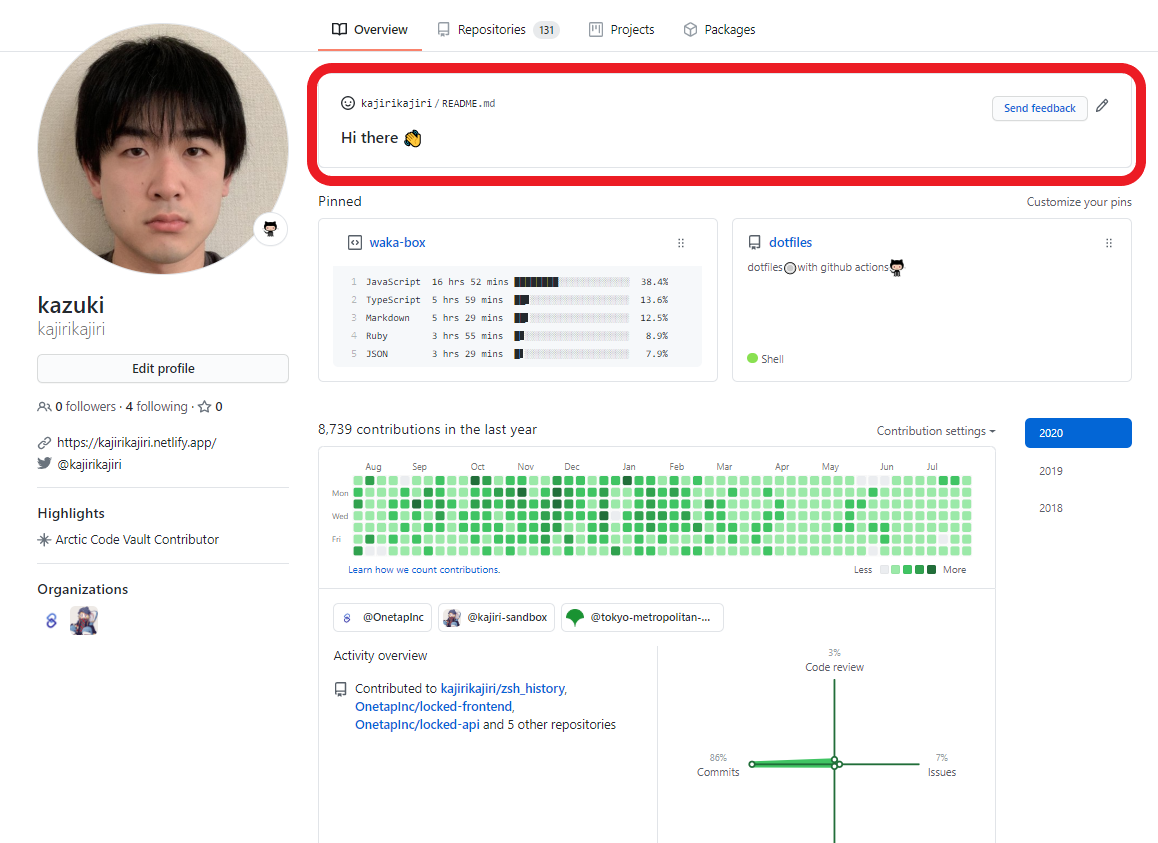 Overview Repositories 131 Projects Packages
kajirikajiri / README.md
Send feedback
Hi there 👋
Pinned
Customize your pins
waka-box
1 JavaScript 16 hrs 52 mins 38.4%
2 TypeScript 5 hrs 59 mins 13.6%
3 Markdown 5 hrs 29 mins 12.5%
4 Ruby 3 hrs 55 mins 8.9%
5 JSON 3 hrs 29 mins 7.9%
dotfiles
dotfiles with github actions
Shell
kazuki
kajirikajiri
Edit profile
0 followers · 4 following · 0
https://kajirikajiri.netlify.app/
@kajirikajiri
Highlights
Arctic Code Vault Contributor
Organizations
8,739 contributions in the last year
Contribution settings
2020
2019
2018
Aug Sep Oct Nov Dec Jan Feb Mar Apr May Jun Jul
Mon
Wed
Fri
Learn how we count contributions.
Less More
@OnetapInc @kajiri-sandbox @tokyo-metropolitan-...
Activity overview
Contributed to kajirikajiri/zsh_history,
OnetapInc/locked-frontend,
OnetapInc/locked-api and 5 other repositories
3%
Code review
86%
Commits
7%
Issues